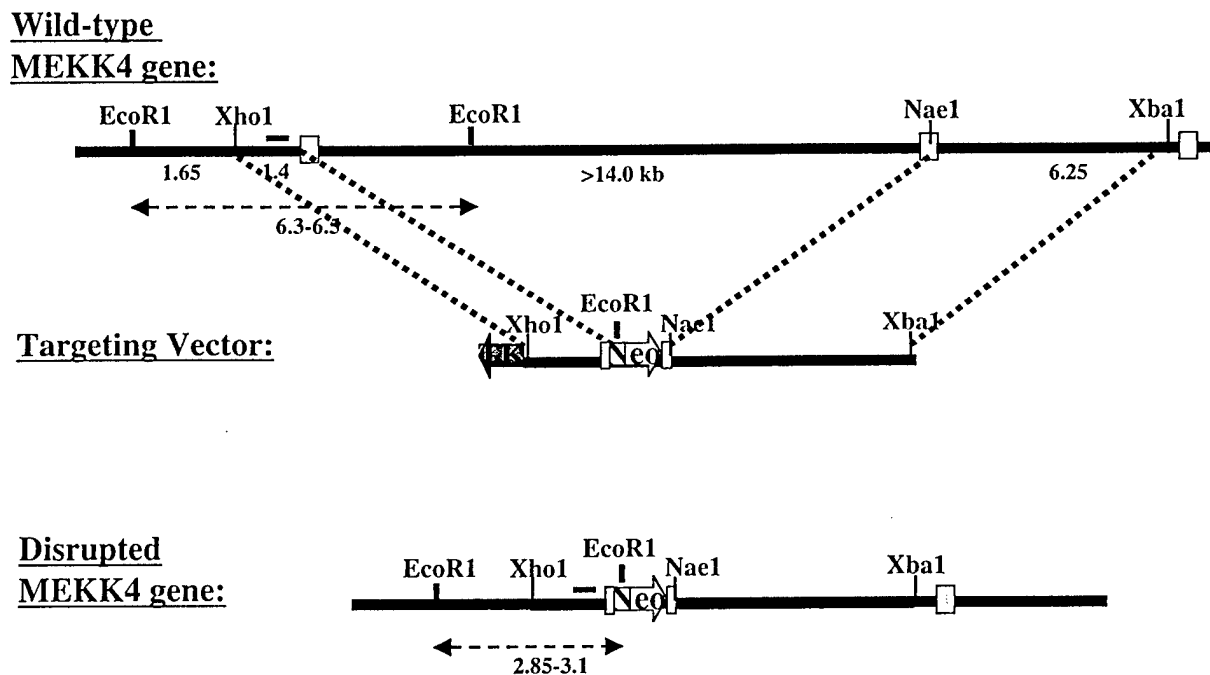 Wild-type
MEKK4 gene:
EcoR1 Xho1 EcoR1 Nae1 Xba1
1.65 1.4 >14.0 kb 6.25
6.3-6.5
EcoR1
Xho1 Nae1 Xba1
Targeting Vector:
Neo
Disrupted
MEKK4 gene:
EcoR1 Xho1 EcoR1 Nae1 Xba1
Neo
2.85-3.1